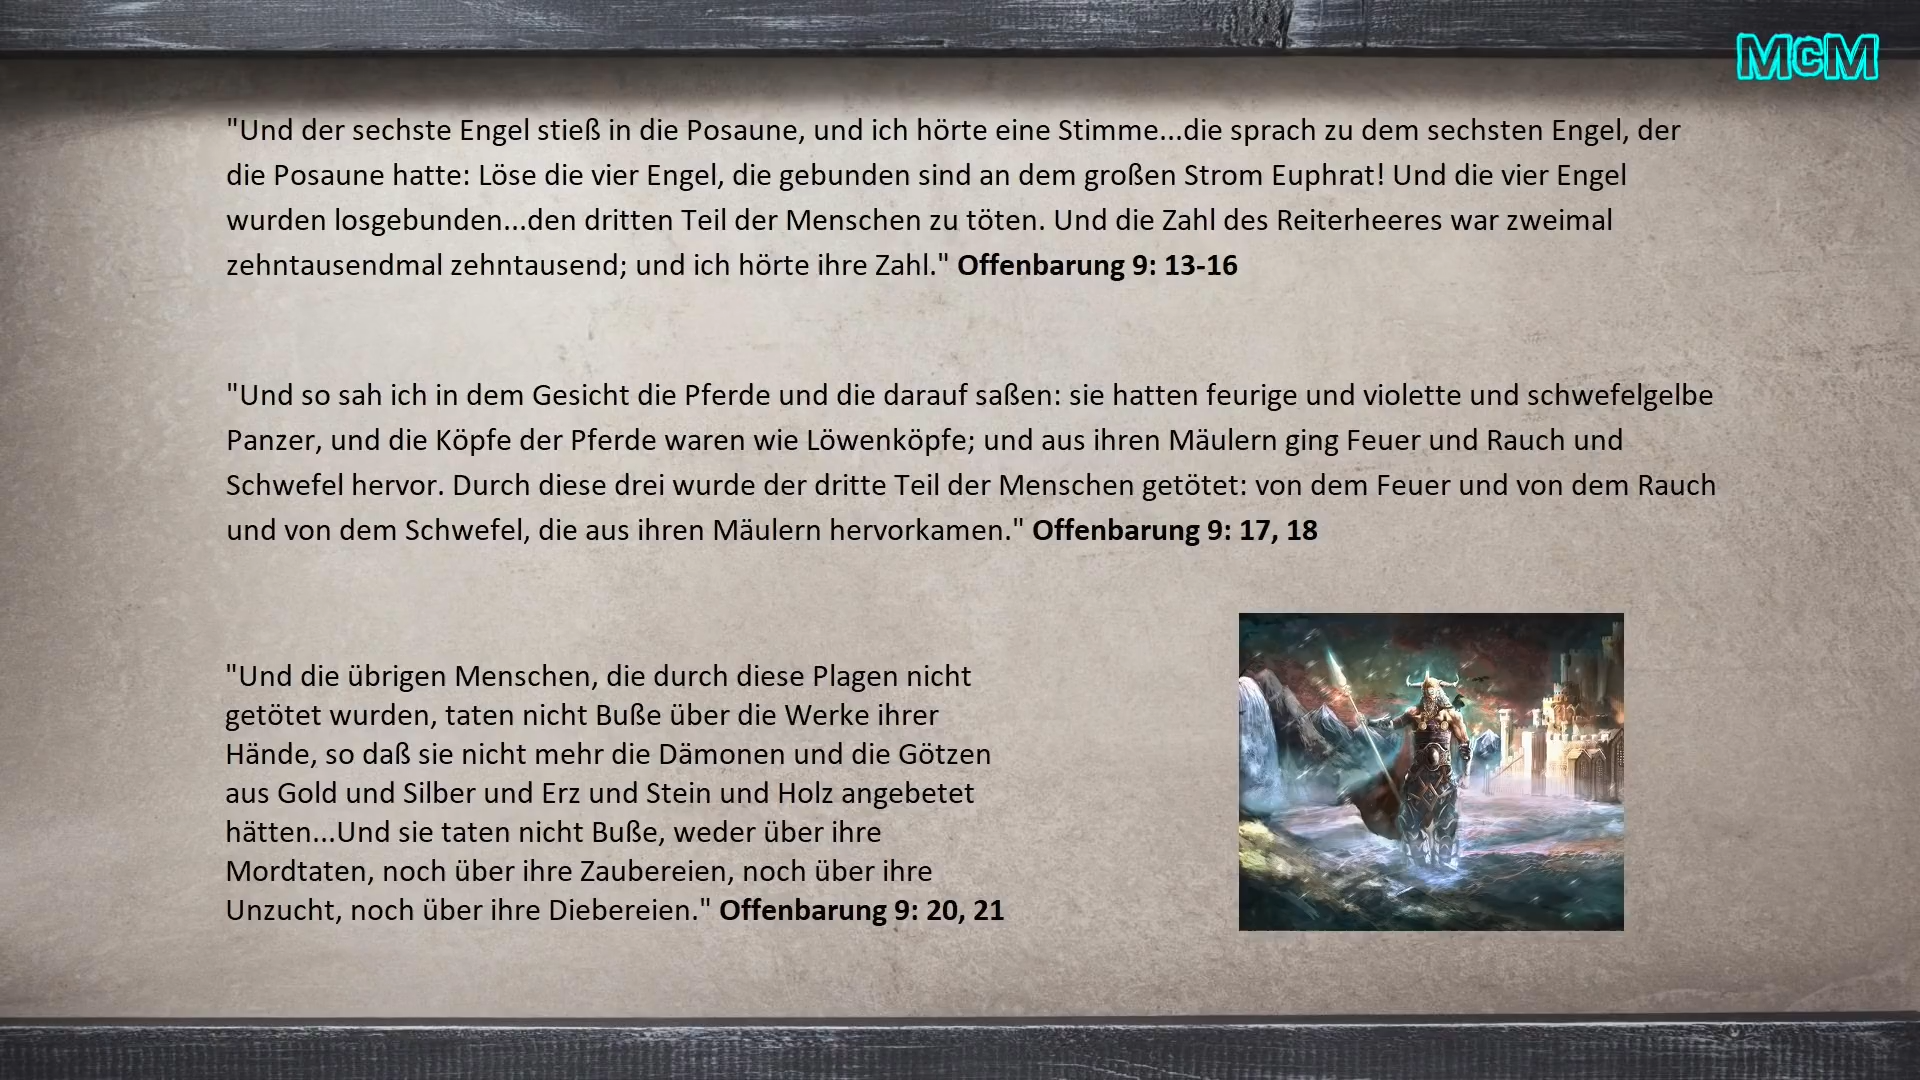 MCM
"Und der sechste Engel stieß in die Posaune, und ich hörte eine Stimme...die sprach zu dem sechsten Engel, der
die Posaune hatte: Löse die vier Engel, die gebunden sind an dem großen Strom Euphrat! Und die vier Engel
wurden losgebunden...den dritten Teil der Menschen zu töten. Und die Zahl des Reiterheeres war zweimal
zehntausendmal zehntausend; und ich hörte ihre Zahl." Offenbarung 9: 13-16
"Und so sah ich in dem Gesicht die Pferde und die darauf saßen: sie hatten feurige und violette und schwefelgelbe
Panzer, und die Köpfe der Pferde waren wie Löwenköpfe; und aus ihren Mäulern ging Feuer und Rauch und
Schwefel hervor. Durch diese drei wurde der dritte Teil der Menschen getötet: von dem Feuer und von dem Rauch
und von dem Schwefel, die aus ihren Mäulern hervorkamen." Offenbarung 9: 17, 18
"Und die übrigen Menschen, die durch diese Plagen nicht
getötet wurden, taten nicht Buße über die Werke ihrer
Hände, so daß sie nicht mehr die Dämonen und die Götzen
aus Gold und Silber und Erz und Stein und Holz angebetet
hätten...Und sie taten nicht Buße, weder über ihre
Mordtaten, noch über ihre Zaubereien, noch über ihre
Unzucht, noch über ihre Diebereien." Offenbarung 9: 20, 21